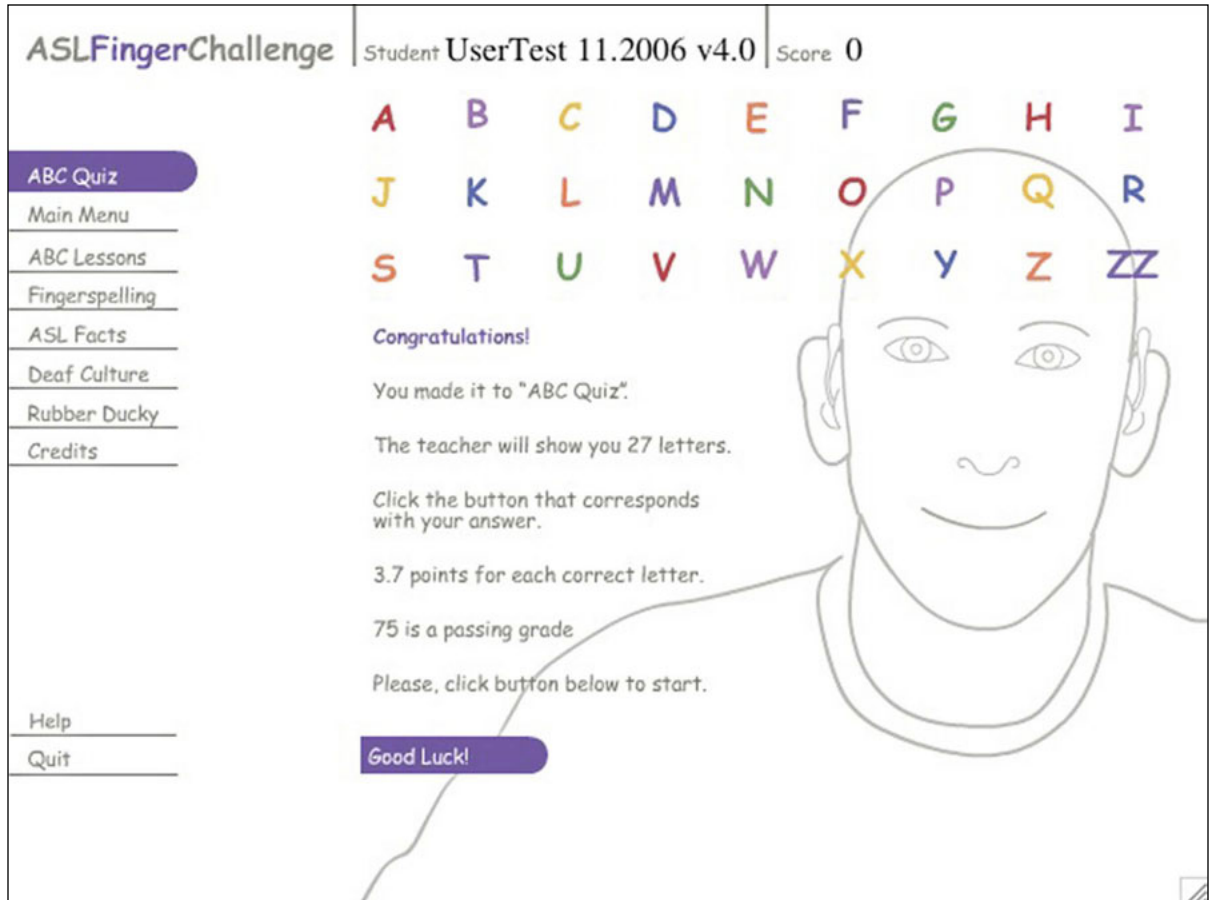 ASLFingerChallenge Student UserTest 11.2006 v4.0 Score 0
A B C D E F G H I
J K L M N O P Q R
S T U V W X Y Z ZZ
ABC Quiz
Main Menu
ABC Lessons
Fingerspelling
ASL Facts
Deaf Culture
Rubber Ducky
Credits
Help
Quit
Congratulations!
You made it to "ABC Quiz".
The teacher will show you 27 letters.
Click the button that corresponds
with your answer.
3.7 points for each correct letter.
75 is a passing grade
Please, click button below to start.
Good Luck!